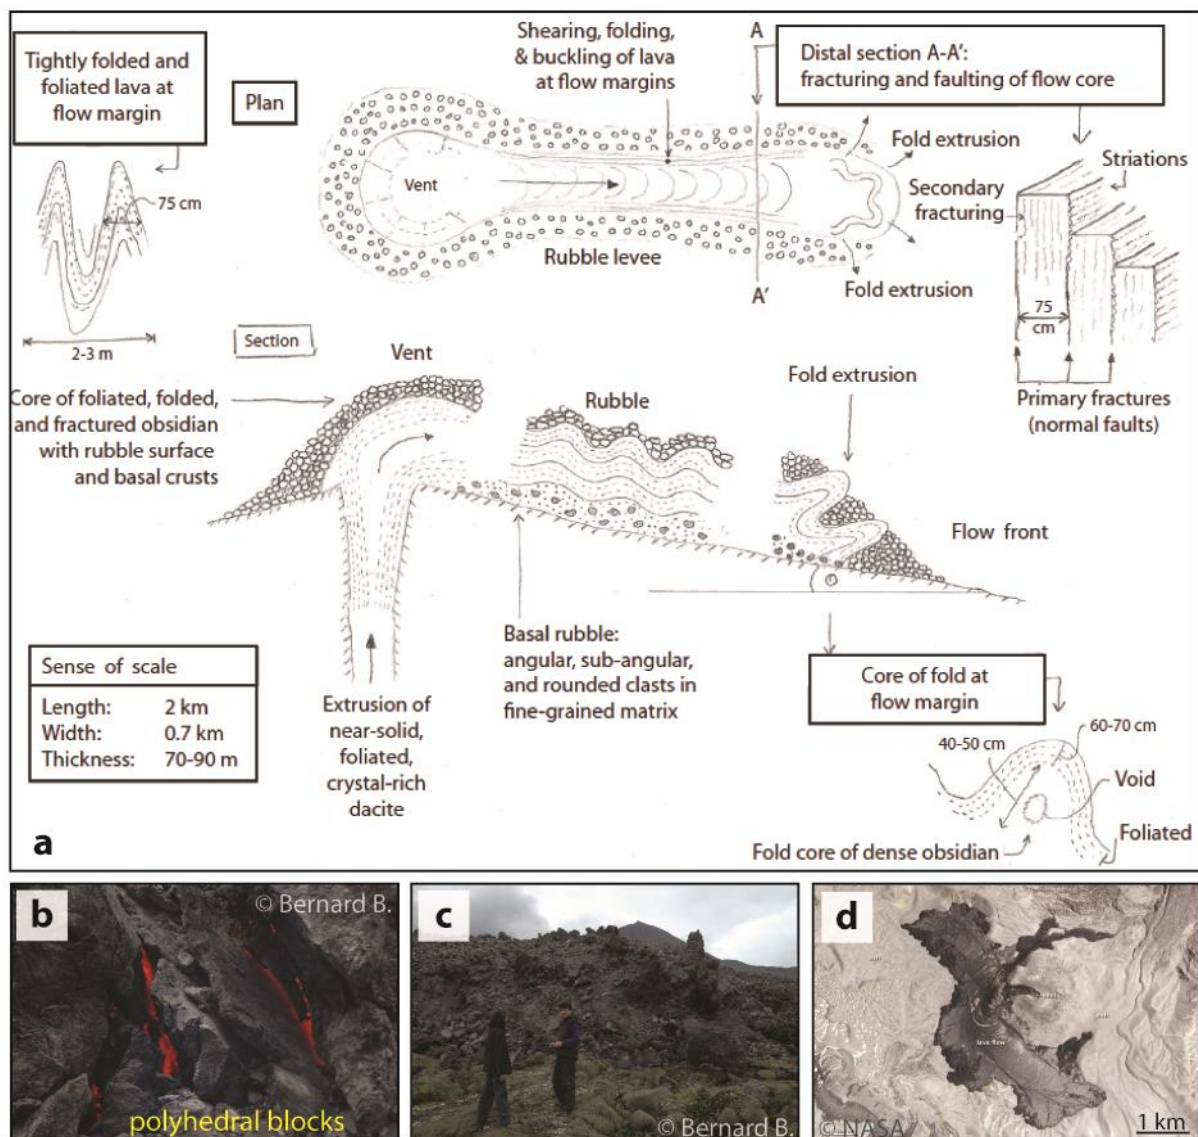 Tightly folded and
foliated lava at
flow margin
75 cm
2-3 m
Plan
Shearing, folding,
& buckling of lava
at flow margins
A
Vent
Rubble levee
A'
Fold extrusion
Fold extrusion
Distal section A-A':
fracturing and faulting of flow core
Secondary
fracturing
Striations
75
cm
Primary fractures
(normal faults)
Section
Vent
Core of foliated, folded,
and fractured obsidian
with rubble surface
and basal crusts
Rubble
Fold extrusion
Flow front
Sense of scale
Length: 2 km
Width: 0.7 km
Thickness: 70-90 m
Extrusion of
near-solid,
foliated,
crystal-rich
dacite
Basal rubble:
angular, sub-angular,
and rounded clasts in
fine-grained matrix
Core of fold at
flow margin
60-70 cm
40-50 cm
Void
Foliated
Fold core of dense obsidian
a
b
© Bernard B.
polyhedral blocks
c
© Bernard B.
d
lava flow
© NASA
1 km